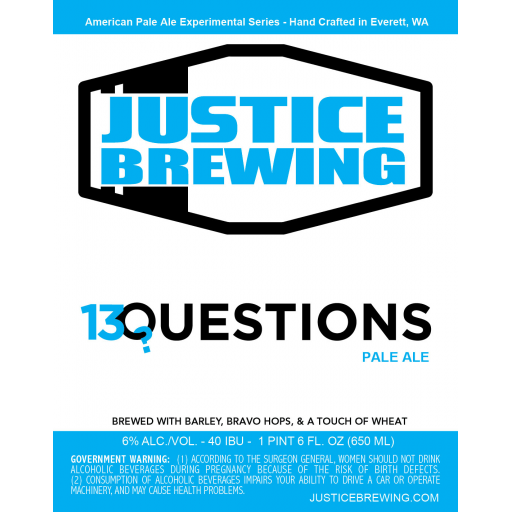 American Pale Ale Experimental Series - Hand Crafted in Everett, WA
JUSTICE
BREWING
13QUESTIONS
?
PALE ALE
BREWED WITH BARLEY, BRAVO HOPS, & A TOUCH OF WHEAT
6% ALC./VOL. - 40 IBU - 1 PINT 6 FL. OZ (650 ML)
GOVERNMENT WARNING: (1) ACCORDING TO THE SURGEON GENERAL, WOMEN SHOULD NOT DRINK
ALCOHOLIC BEVERAGES DURING PREGNANCY BECAUSE OF THE RISK OF BIRTH DEFECTS.
(2) CONSUMPTION OF ALCOHOLIC BEVERAGES IMPAIRS YOUR ABILITY TO DRIVE A CAR OR OPERATE
MACHINERY, AND MAY CAUSE HEALTH PROBLEMS.
JUSTICEBREWING.COM